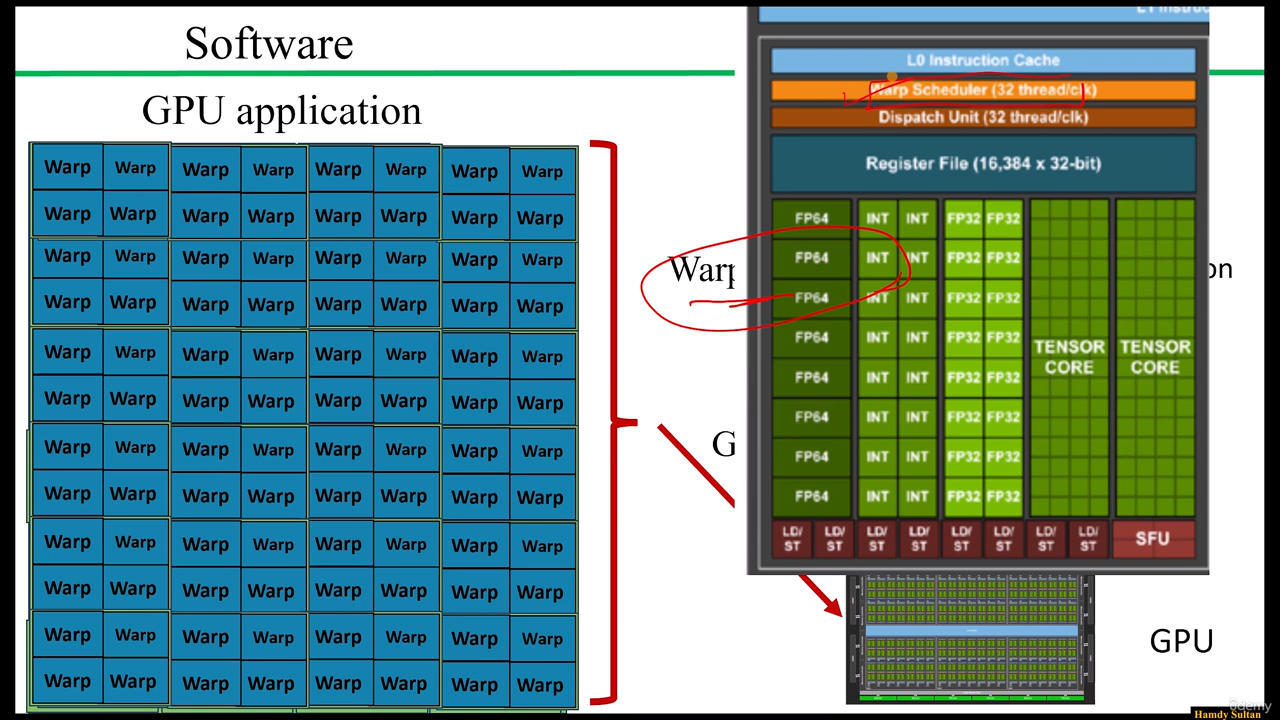 Software
GPU application
Warp Warp Warp Warp Warp Warp Warp Warp
Warp Warp Warp Warp Warp Warp Warp Warp
Warp Warp Warp Warp Warp Warp Warp Warp
Warp Warp Warp Warp Warp Warp Warp Warp
Warp Warp Warp Warp Warp Warp Warp Warp
Warp Warp Warp Warp Warp Warp Warp Warp
Warp Warp Warp Warp Warp Warp Warp Warp
Warp Warp Warp Warp Warp Warp Warp Warp
Warp Warp Warp Warp Warp Warp Warp Warp
Warp Warp Warp Warp Warp Warp Warp Warp
Warp Warp Warp Warp Warp Warp Warp Warp
Warp Warp Warp Warp Warp Warp Warp Warp
Warp
G
L0 Instruction Cache
Warp Scheduler (32 thread/clk)
Dispatch Unit (32 thread/clk)
Register File (16,384 x 32-bit)
FP64 INT INT FP32 FP32
FP64 INT INT FP32 FP32
FP64 INT INT FP32 FP32
FP64 INT INT FP32 FP32
FP64 INT INT FP32 FP32
FP64 INT INT FP32 FP32
FP64 INT INT FP32 FP32
FP64 INT INT FP32 FP32
TENSOR TENSOR
CORE CORE
LD/ LD/ LD/ LD/ LD/ LD/ LD/ LD/
ST ST ST ST ST ST ST ST
SFU
on
GPU
ûdemy
Hamdy Sultan